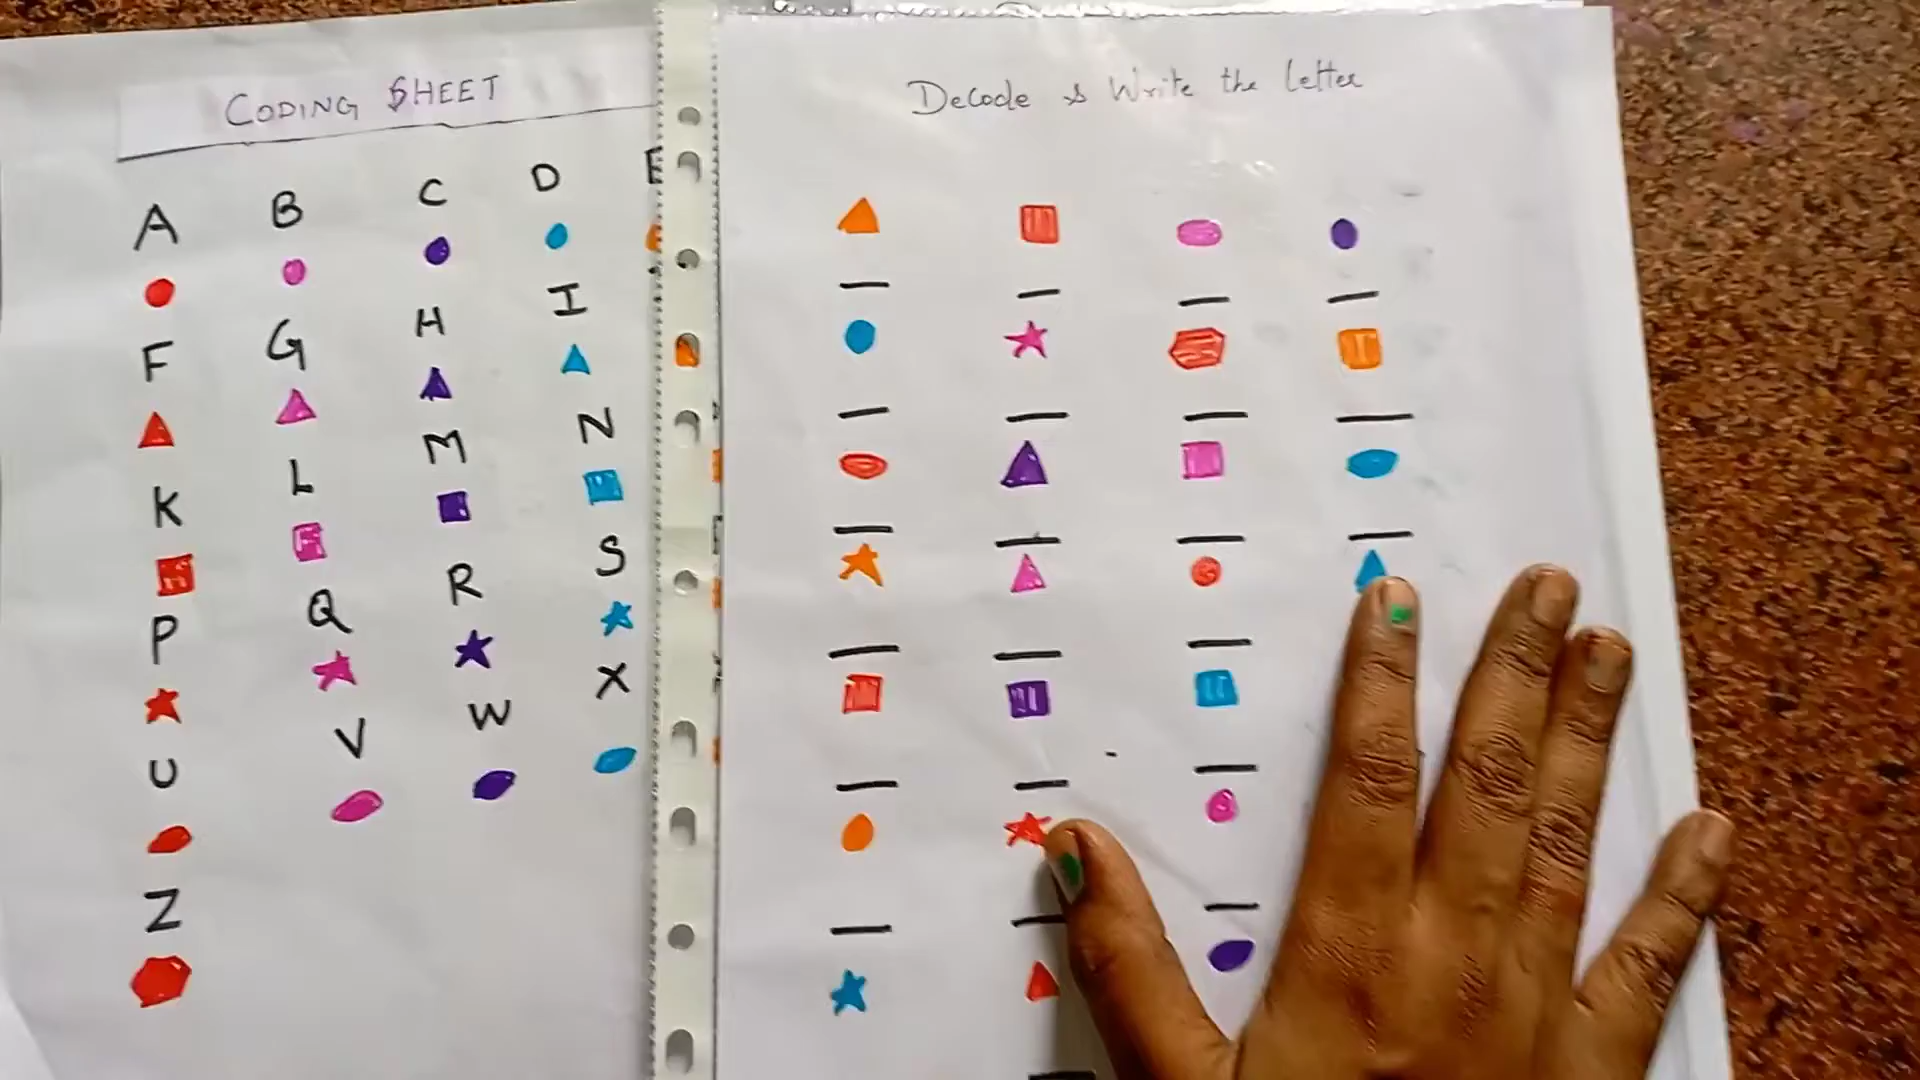 CODING SHEET
Decode & Write the letter
A B C D E
F G H I
K L M N
P Q R S
U V W X
Z